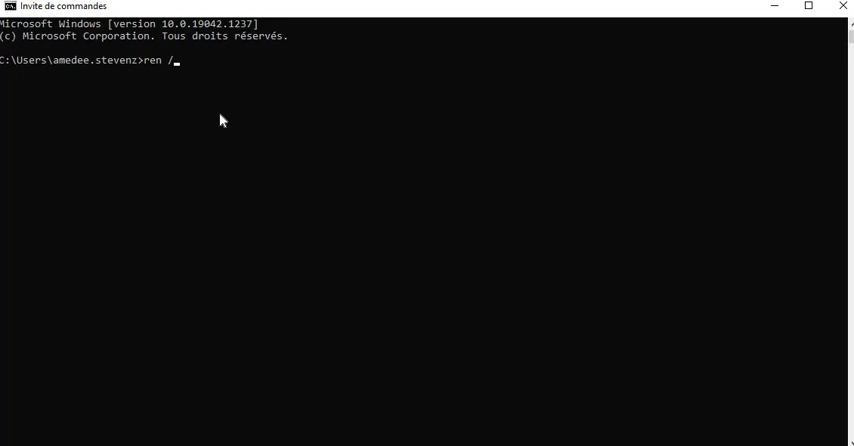 Invite de commandes
Microsoft Windows [version 10.0.19042.1237]
(c) Microsoft Corporation. Tous droits réservés.
C:\Users\amedee.stevenz>ren /_